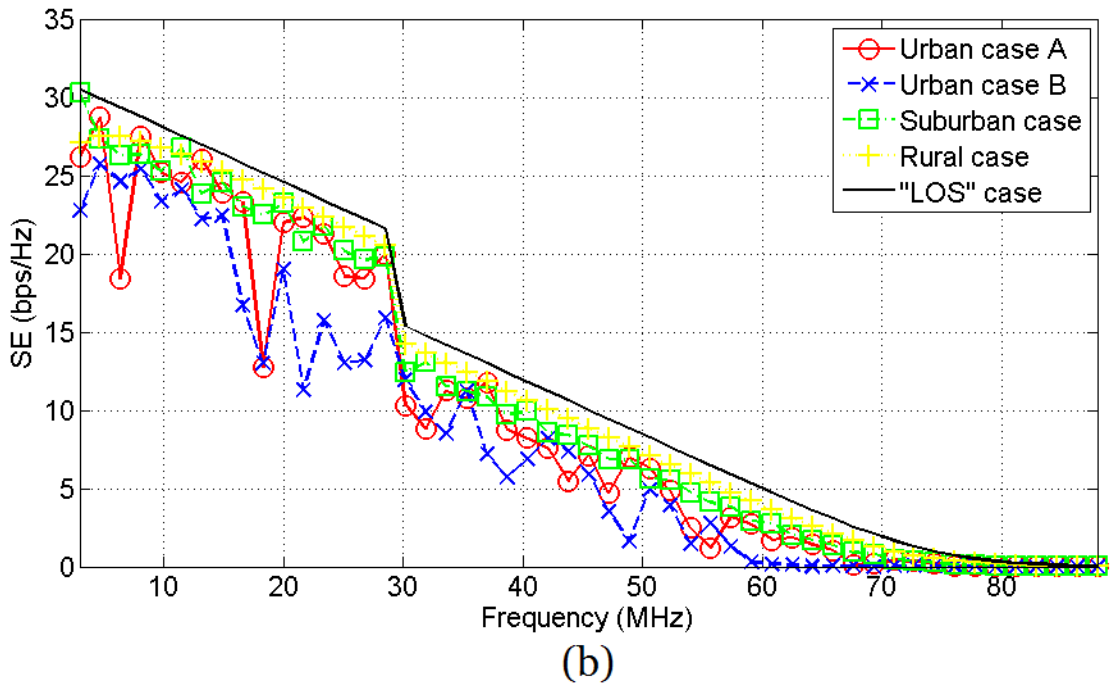 35
30
25
20
15
10
5
0
SE (bps/Hz)
Urban case A
Urban case B
Suburban case
Rural case
"LOS" case
10 20 30 40 50 60 70 80
Frequency (MHz)
(b)